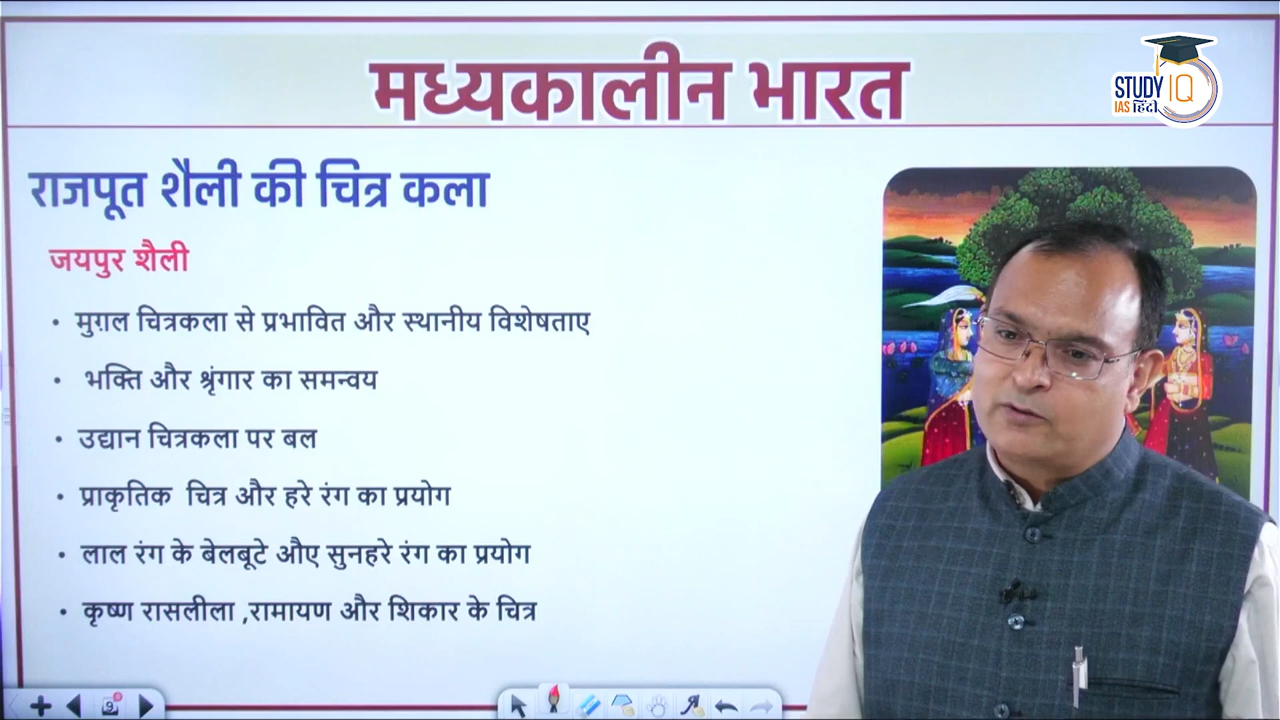 मध्यकालीन भारत
STUDY IQ
IAS हिंदी
राजपूत शैली की चित्र कला
जयपुर शैली
• मुग़ल चित्रकला से प्रभावित और स्थानीय विशेषताए
• भक्ति और श्रृंगार का समन्वय
• उद्यान चित्रकला पर बल
• प्राकृतिक चित्र और हरे रंग का प्रयोग
• लाल रंग के बेलबूटे औए सुनहरे रंग का प्रयोग
• कृष्ण रासलीला ,रामायण और शिकार के चित्र
9